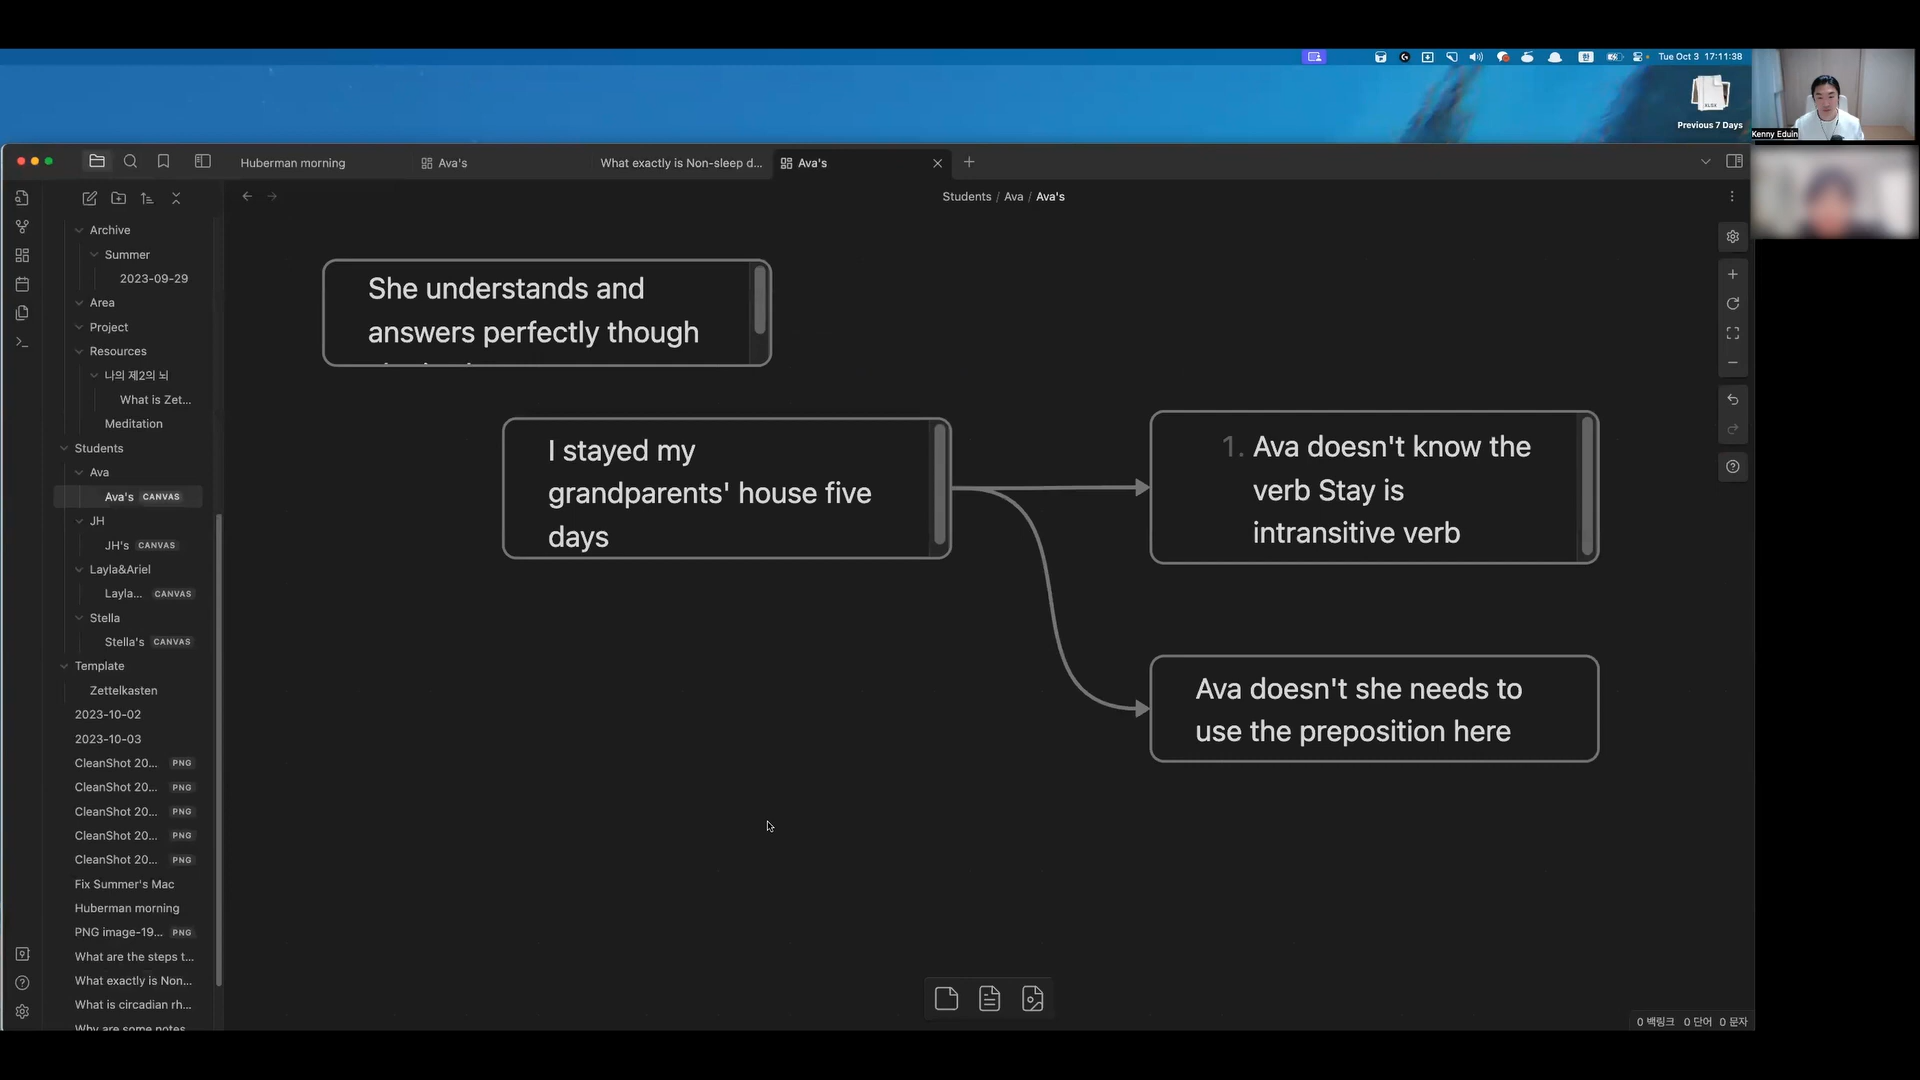 Tue Oct 3 17:11:38
XLSX
Previous 7 Days
Kenny Eduin
Huberman morning
Ava's
What exactly is Non-sleep d...
Ava's
Students / Ava / Ava's
Archive
Summer
2023-09-29
Area
Project
Resources
나의 제2의 뇌
What is Zet...
Meditation
Students
Ava
Ava's CANVAS
JH
JH's CANVAS
Layla&Ariel
Layla... CANVAS
Stella
Stella's CANVAS
Template
Zettelkasten
2023-10-02
2023-10-03
CleanShot 20... PNG
CleanShot 20... PNG
CleanShot 20... PNG
CleanShot 20... PNG
CleanShot 20... PNG
Fix Summer's Mac
Huberman morning
PNG image-19... PNG
What are the steps t...
What exactly is Non...
What is circadian rh...
Why are some notes
She understands and
answers perfectly though
I stayed my
grandparents' house five
days
1. Ava doesn't know the
verb Stay is
intransitive verb
Ava doesn't she needs to
use the preposition here
0 백링크 0 단어 0 문자